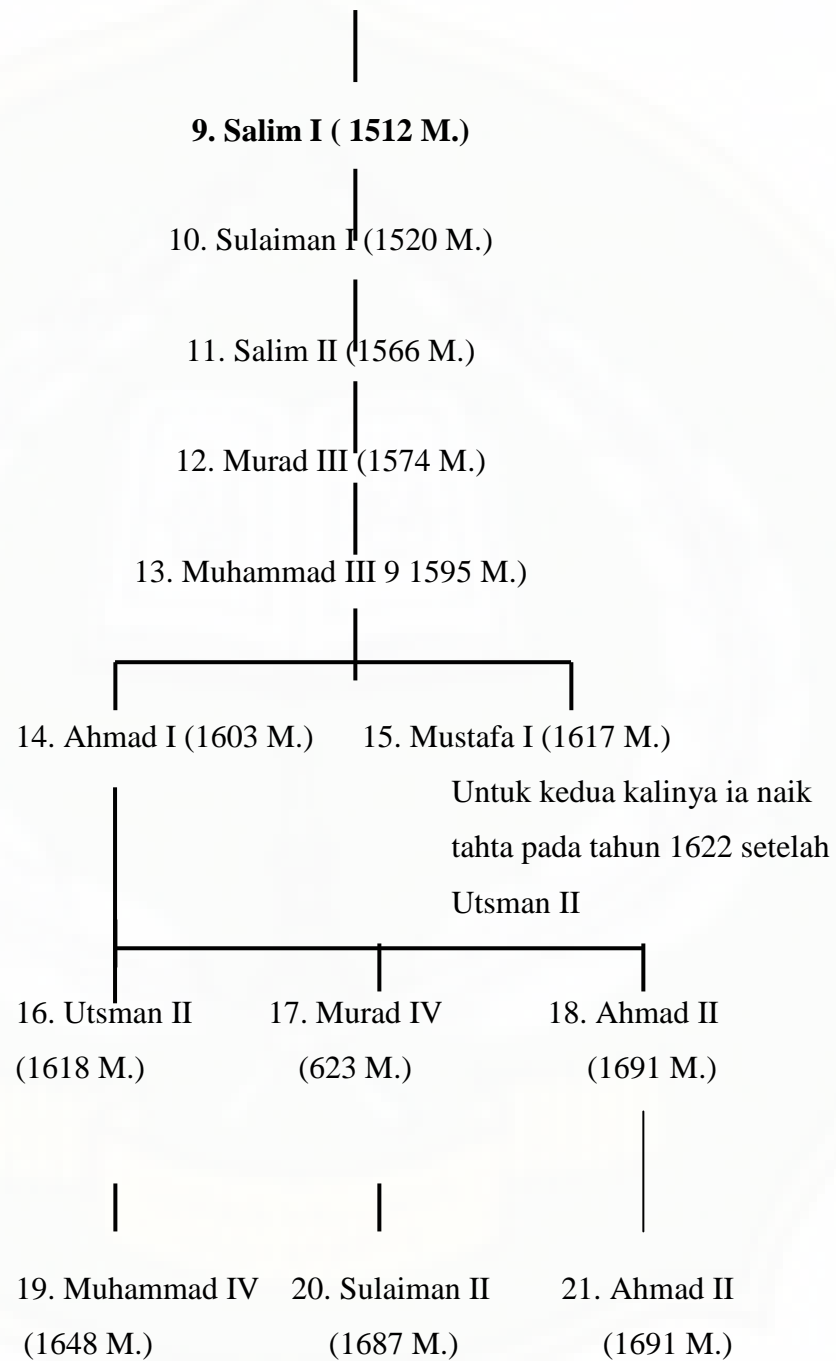 9. Salim I ( 1512 M.)
10. Sulaiman I (1520 M.)
11. Salim II (1566 M.)
12. Murad III (1574 M.)
13. Muhammad III 9 1595 M.)
14. Ahmad I (1603 M.) 15. Mustafa I (1617 M.)
Untuk kedua kalinya ia naik
tahta pada tahun 1622 setelah
Utsman II
16. Utsman II 17. Murad IV 18. Ahmad II
(1618 M.) (623 M.) (1691 M.)
19. Muhammad IV 20. Sulaiman II 21. Ahmad II
(1648 M.) (1687 M.) (1691 M.)